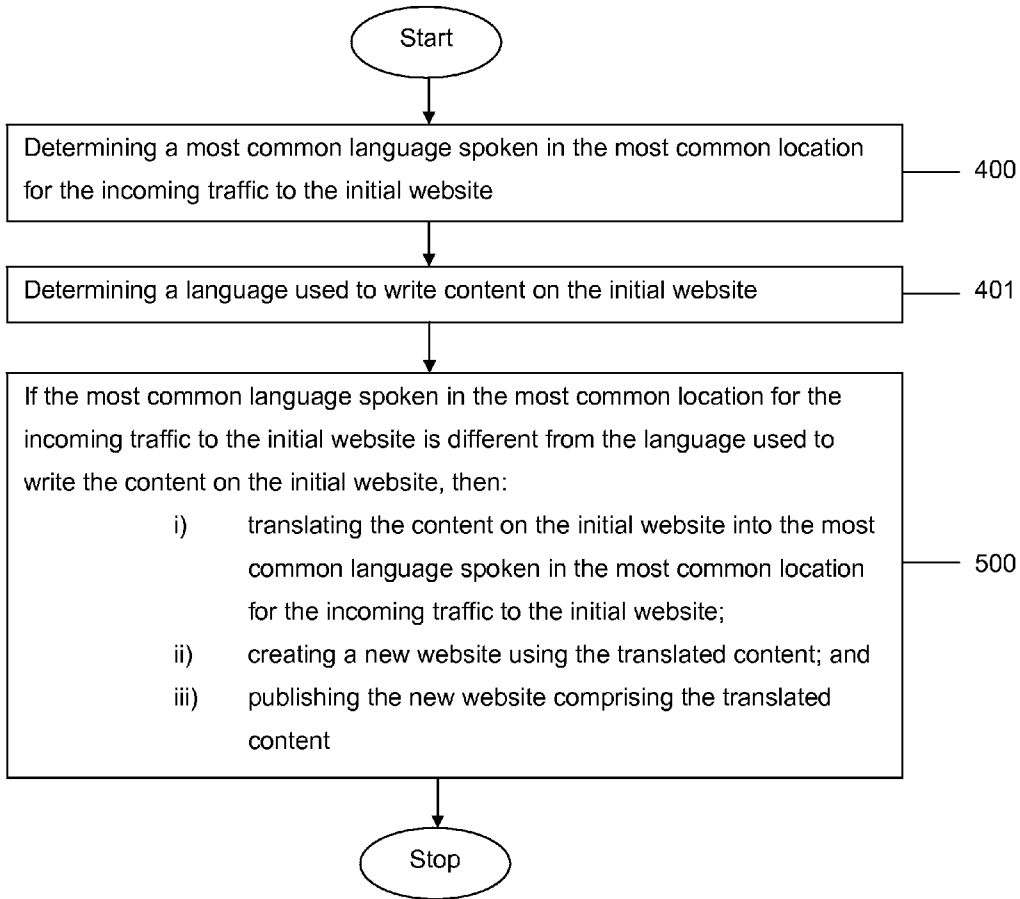 Start
Determining a most common language spoken in the most common location
for the incoming traffic to the initial website
400
Determining a language used to write content on the initial website
401
If the most common language spoken in the most common location for the
incoming traffic to the initial website is different from the language used to
write the content on the initial website, then:
i) translating the content on the initial website into the most
common language spoken in the most common location
for the incoming traffic to the initial website;
500
ii) creating a new website using the translated content; and
iii) publishing the new website comprising the translated
content
Stop